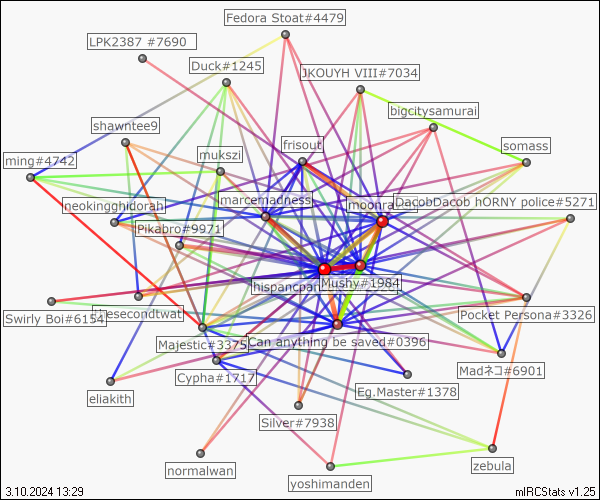 Fedora Stoat#4479
LPK2387 #7690
Duck#1245
JKOUYH VIII#7034
bigcitysamurai
shawntee9
frisout
somass
ming#4742
mukszi
marcemadness
moonra
DacobDacob hORNY police#5271
neokingghidorah
Pikabro#9971
hispancpar
Mushy#1984
Swirly Boi#6154
thesecondtwat
Pocket Persona#3326
Majestic#3375
Can anything be saved#0396
Madネコ#6901
Cypha#1717
eliakith
Eg.Master#1378
Silver#7938
normalwan
yoshimanden
zebula
3.10.2024 13:29
mIRCStats v1.25